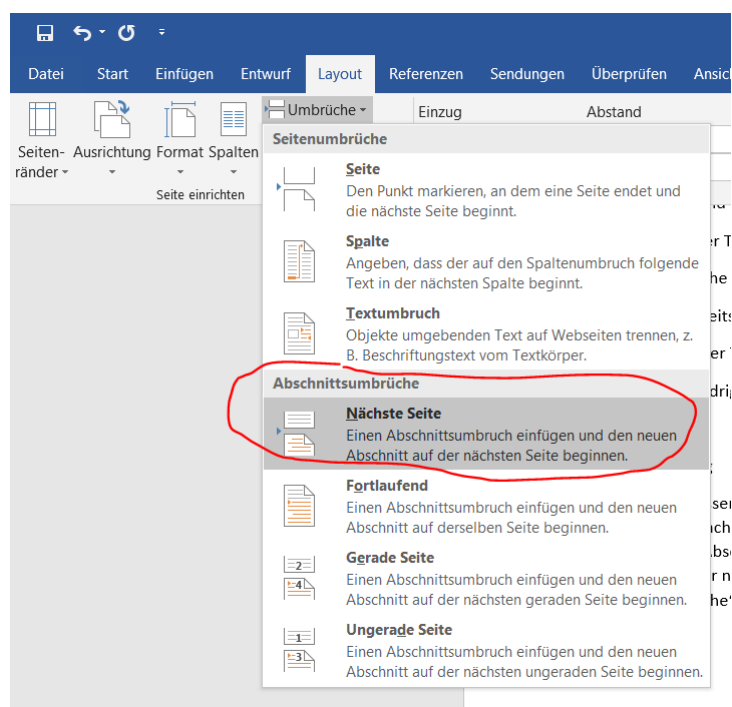 Datei Start Einfügen Entwurf Layout Referenzen Sendungen Überprüfen
Umbrüche Einzug Abstand
Seiten-
ränder
Ausrichtung Format Spalten
Seite einrichten
Seitenumbrüche
Seite
Den Punkt markieren, an dem eine Seite endet und
die nächste Seite beginnt.
Spalte
Angeben, dass der auf den Spaltenumbruch folgende
Text in der nächsten Spalte beginnt.
Textumbruch
Objekte umgebenden Text auf Webseiten trennen, z.
B. Beschriftungstext vom Textkörper.
Abschnittsumbrüche
Nächste Seite
Einen Abschnittsumbruch einfügen und den neuen
Abschnitt auf der nächsten Seite beginnen.
Fortlaufend
Einen Abschnittsumbruch einfügen und den neuen
Abschnitt auf derselben Seite beginnen.
Gerade Seite
Einen Abschnittsumbruch einfügen und den neuen
Abschnitt auf der nächsten geraden Seite beginnen.
Ungerade Seite
Einen Abschnittsumbruch einfügen und den neuen
Abschnitt auf der nächsten ungeraden Seite beginnen.